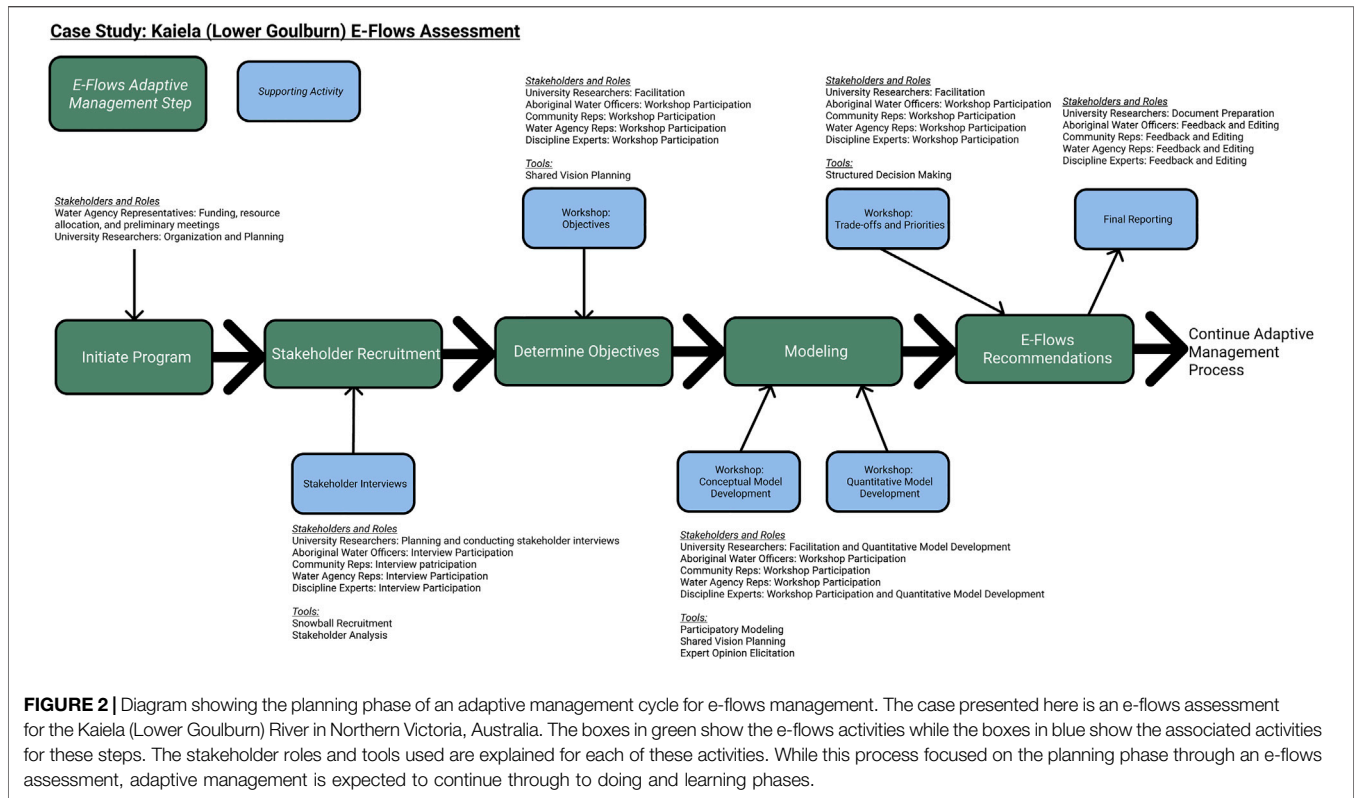 Case Study: Kaiela (Lower Goulburn) E-Flows Assessment
E-Flows Adaptive
Management Step
Supporting Activity
Stakeholders and Roles
Water Agency Representatives: Funding, resource
allocation, and preliminary meetings
University Researchers: Organization and Planning
Stakeholders and Roles
University Researchers: Facilitation
Aboriginal Water Officers: Workshop Participation
Community Reps: Workshop Participation
Water Agency Reps: Workshop Participation
Discipline Experts: Workshop Participation
Tools:
Shared Vision Planning
Workshop:
Objectives
Stakeholders and Roles
University Researchers: Facilitation
Aboriginal Water Officers: Workshop Participation
Community Reps: Workshop Participation
Water Agency Reps: Workshop Participation
Discipline Experts: Workshop Participation
Tools:
Structured Decision Making
Workshop:
Trade-offs and Priorities
Stakeholders and Roles
University Researchers: Document Preparation
Aboriginal Water Officers: Feedback and Editing
Community Reps: Feedback and Editing
Water Agency Reps: Feedback and Editing
Discipline Experts: Feedback and Editing
Final Reporting
Initiate Program
Stakeholder Recruitment
Determine Objectives
Modeling
E-Flows
Recommendations
Continue Adaptive
Management
Process
Stakeholder Interviews
Stakeholders and Roles
University Researchers: Planning and conducting stakeholder interviews
Aboriginal Water Officers: Interview Participation
Community Reps: Interview participation
Water Agency Reps: Interview Participation
Discipline Experts: Interview Participation
Tools:
Snowball Recruitment
Stakeholder Analysis
Workshop:
Conceptual Model
Development
Workshop:
Quantitative Model
Development
Stakeholders and Roles
University Researchers: Facilitation and Quantitative Model Development
Aboriginal Water Officers: Workshop Participation
Community Reps: Workshop Participation
Water Agency Reps: Workshop Participation
Discipline Experts: Workshop Participation and Quantitative Model Development
Tools:
Participatory Modeling
Shared Vision Planning
Expert Opinion Elicitation
FIGURE 2 | Diagram showing the planning phase of an adaptive management cycle for e-flows management. The case presented here is an e-flows assessment
for the Kaiela (Lower Goulburn) River in Northern Victoria, Australia. The boxes in green show the e-flows activities while the boxes in blue show the associated activities
for these steps. The stakeholder roles and tools used are explained for each of these activities. While this process focused on the planning phase through an e-flows
assessment, adaptive management is expected to continue through to doing and learning phases.